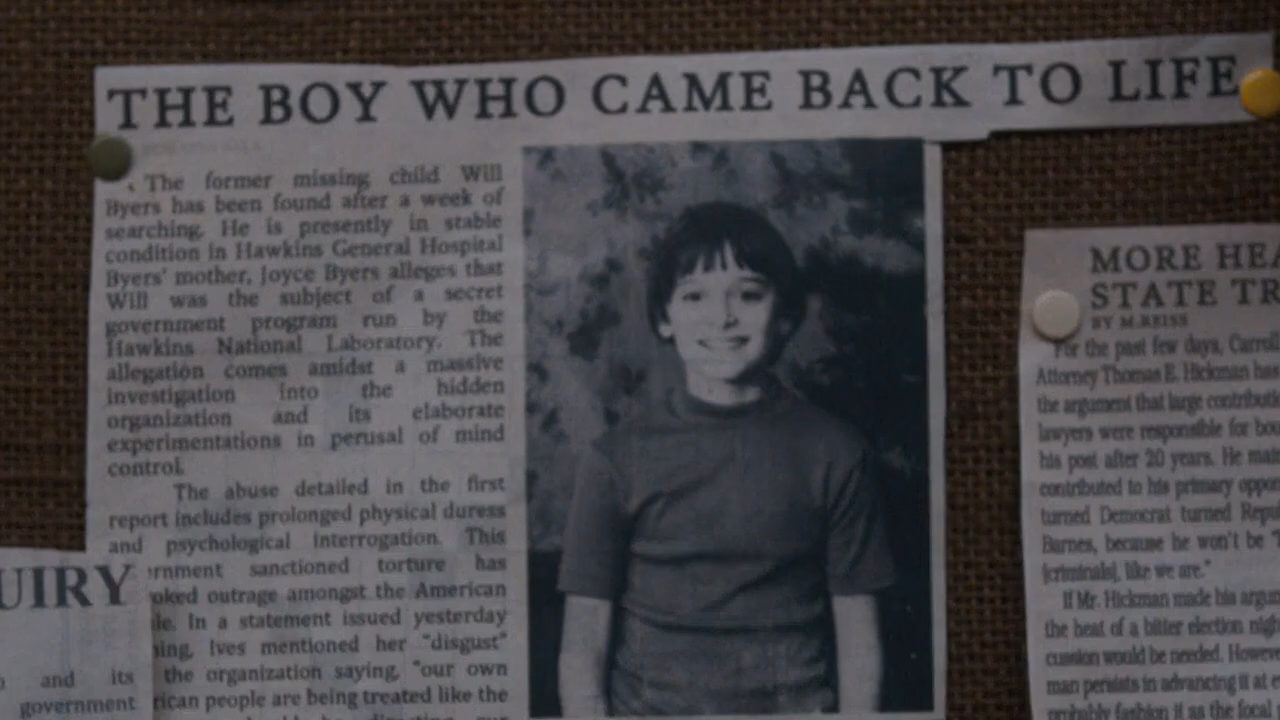 THE BOY WHO CAME BACK TO LIFE
The former missing child Will
Byers has been found after a week of
searching. He is presently in stable
condition in Hawkins General Hospital
Byers' mother, Joyce Byers alleges that
Will was the subject of a secret
government program run by the
Hawkins National Laboratory. The
allegation comes amidst a massive
investigation into the hidden
organization and its elaborate
experimentations in perusal of mind
control.
The abuse detailed in the first
report includes prolonged physical duress
and psychological interrogation. This
rnment sanctioned torture has
oked outrage amongst the American
le. In a statement issued yesterday
ing, Ives mentioned her "disgust"
the organization saying, "our own
rican people are being treated like the
UIRY
and its
government
MORE HEA
STATE TR
BY M.REISS
For the past few days, Carroll
Attorney Thomas E. Hickman has
the argument that large contributi
lawyers were responsible for bou
his post after 20 years. He mai
contributed to his primary oppor
turned Democrat turned Repu
Barnes, because he won't be "
[criminals], like we are."
If Mr. Hickman made his argu
the heat of a bitter election nigh
cussion would be needed. Howeve
man persists in advancing it at e
probably fashion it as the focal